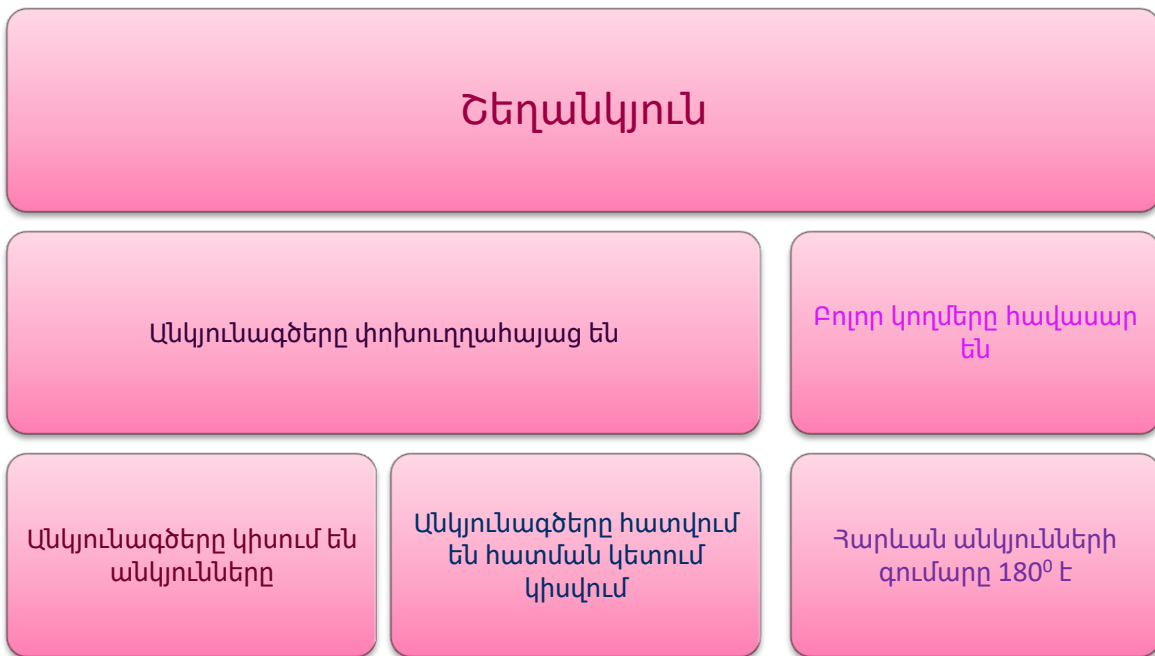 Շեղանկյուն
Անկյունագծերը փոխուղղահայաց են
Բոլոր կողմերը հավասար
են
Անկյունագծերը կիսում են
անկյունները
Անկյունագծերը հատվում
են հատման կետում
կիսվում
Հարևան անկյունների
գումարը 180⁰ է